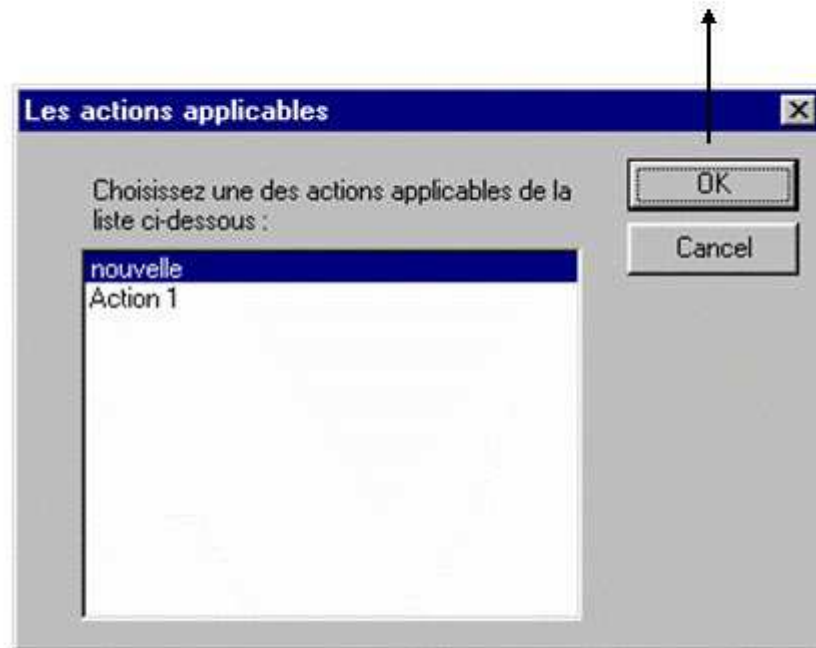 Les actions applicables
Choisissez une des actions applicables de la
liste ci-dessous :
nouvelle
Action 1
OK
Cancel